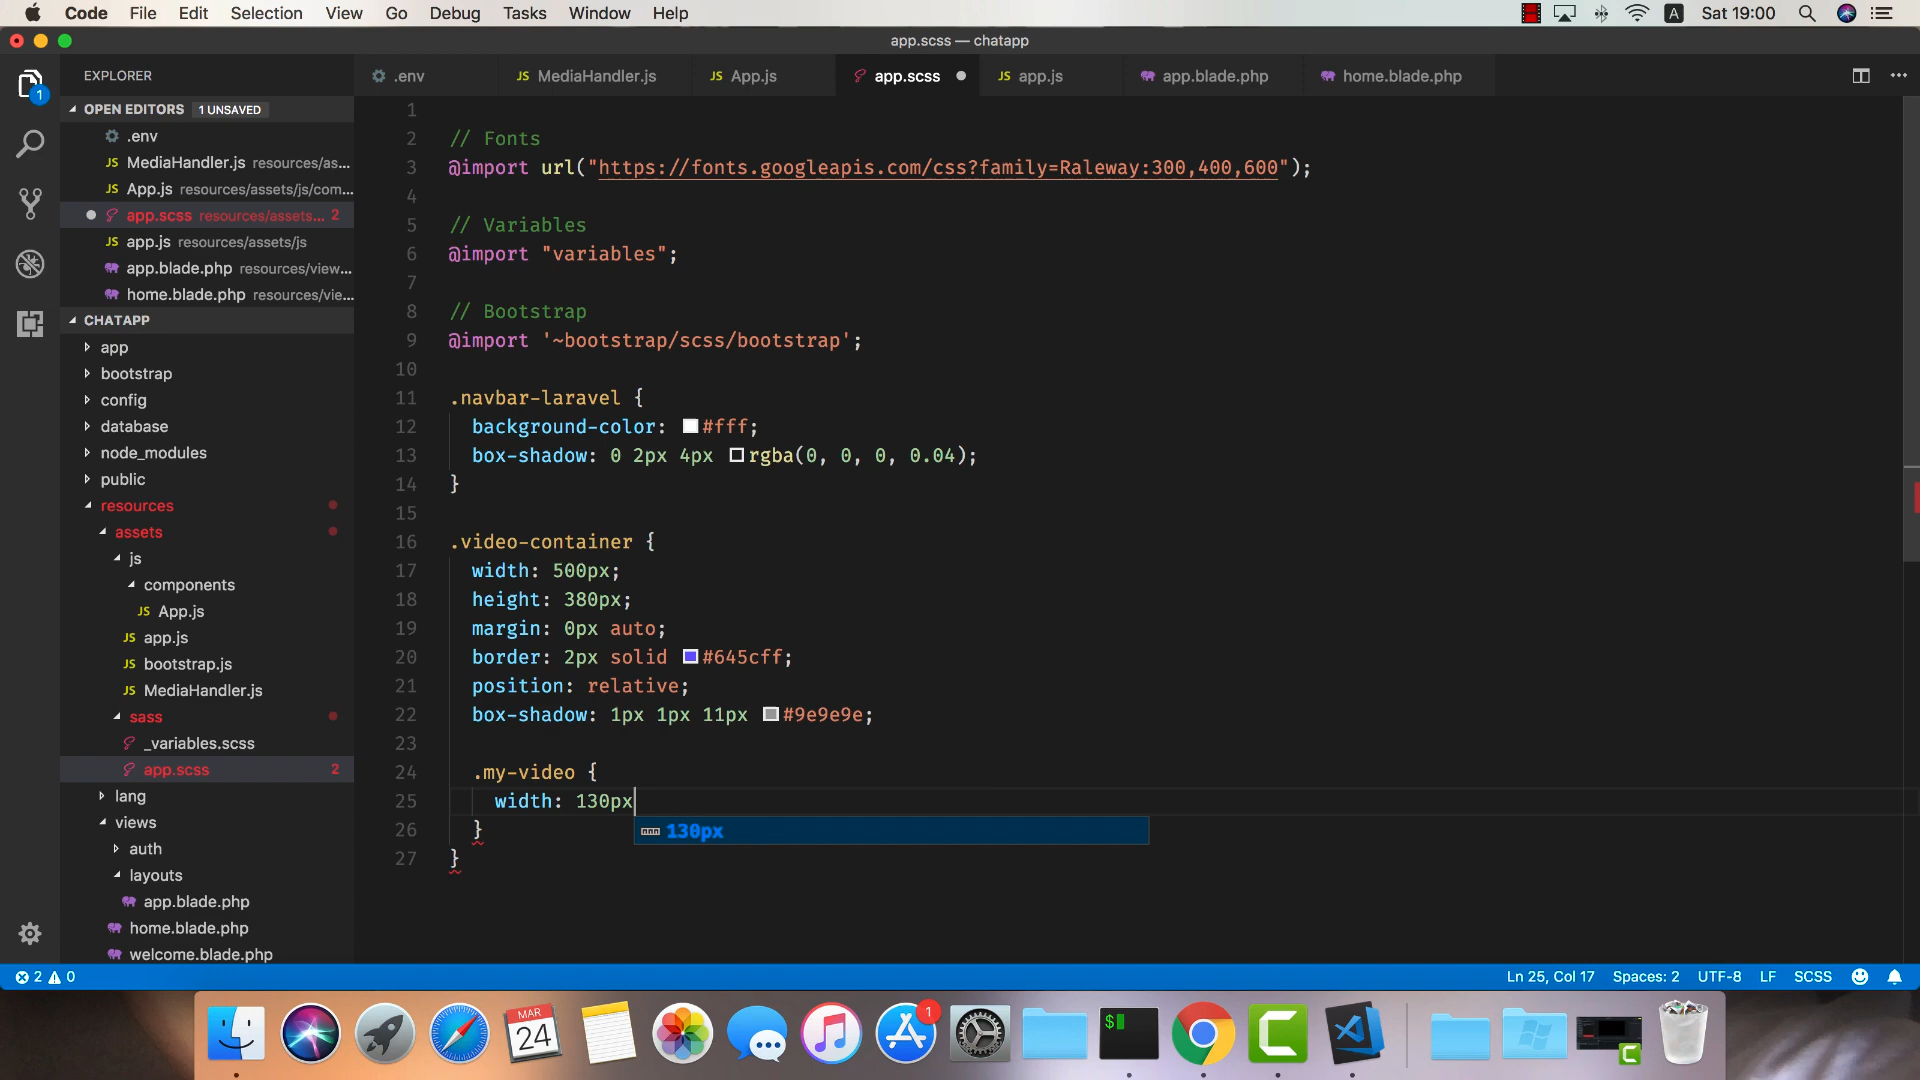 Code File Edit Selection View Go Debug Tasks Window Help A Sat 19:00
app.scss — chatapp
EXPLORER
.env MediaHandler.js App.js app.scss app.js app.blade.php home.blade.php
OPEN EDITORS 1 UNSAVED
.env
MediaHandler.js resources/as...
App.js resources/assets/js/com...
app.scss resources/assets... 2
app.js resources/assets/js
app.blade.php resources/view...
home.blade.php resources/vie...
CHATAPP
app
bootstrap
config
database
node_modules
public
resources
assets
js
components
JS App.js
JS app.js
JS bootstrap.js
JS MediaHandler.js
sass
_variables.scss
app.scss 2
lang
views
auth
layouts
app.blade.php
home.blade.php
welcome.blade.php
1
2 // Fonts
3 @import url("https://fonts.googleapis.com/css?family=Raleway:300,400,600");
4
5 // Variables
6 @import "variables";
7
8 // Bootstrap
9 @import '~bootstrap/scss/bootstrap';
10
11 .navbar-laravel {
12 background-color: #fff;
13 box-shadow: 0 2px 4px rgba(0, 0, 0, 0.04);
14 }
15
16 .video-container {
17 width: 500px;
18 height: 380px;
19 margin: 0px auto;
20 border: 2px solid #645cff;
21 position: relative;
22 box-shadow: 1px 1px 11px #9e9e9e;
23
24 .my-video {
25 width: 130px
26 }
130px
27 }
2 0 Ln 25, Col 17 Spaces: 2 UTF-8 LF SCSS
MAR
24
1
$